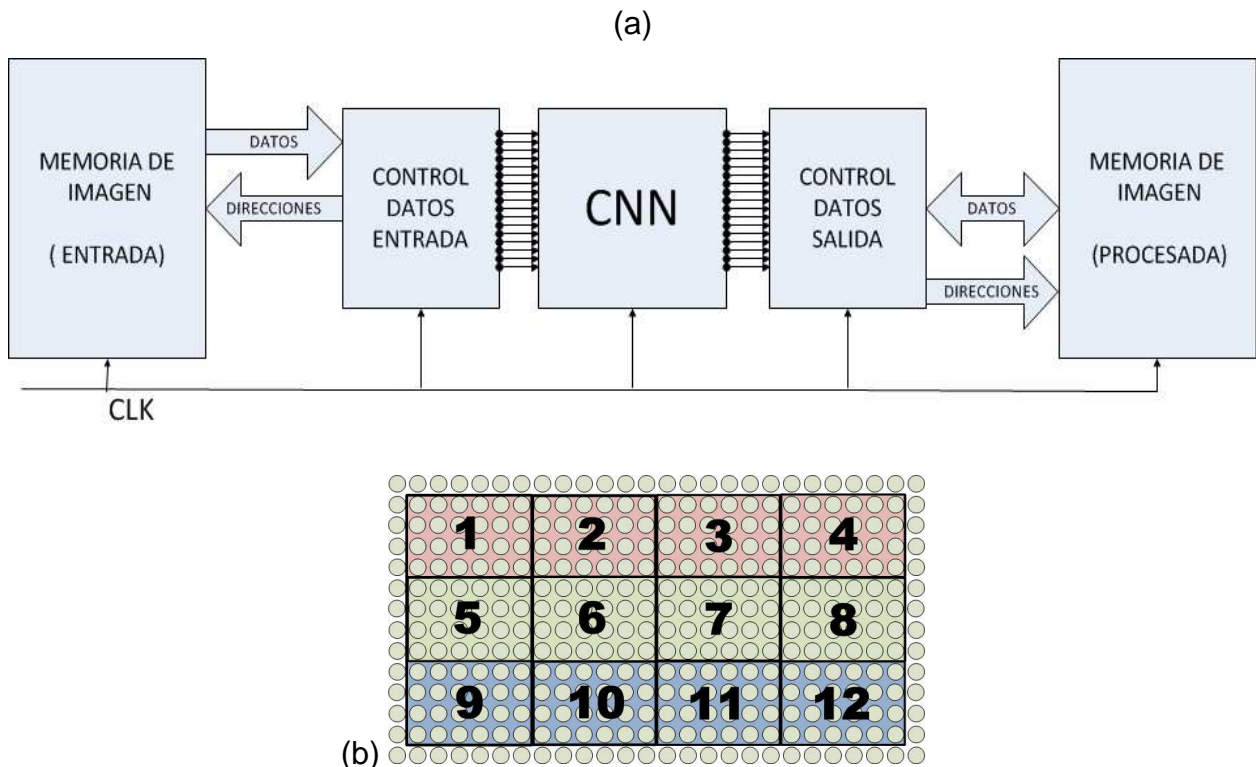 (a)
MEMORIA DE
IMAGEN
( ENTRADA)
DATOS
DIRECCIONES
CONTROL
DATOS
ENTRADA
CNN
CONTROL
DATOS
SALIDA
DATOS
DIRECCIONES
MEMORIA DE
IMAGEN
(PROCESADA)
CLK
1 2 3 4
5 6 7 8
9 10 11 12
(b)